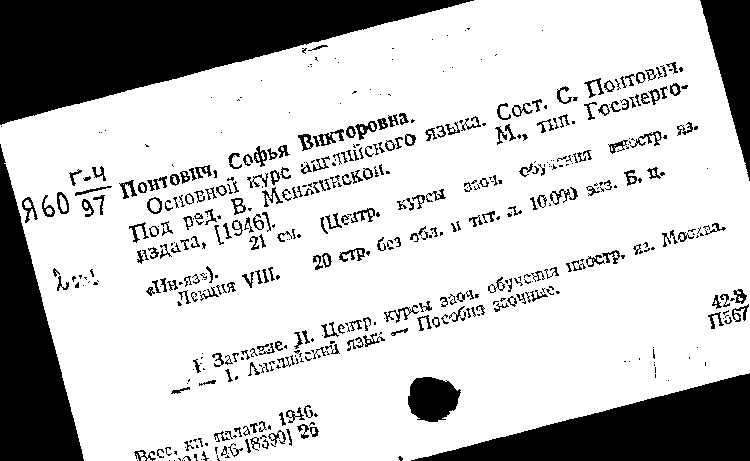 Г-4
Я60 97
Понтович, Софья Викторовна.
Основной курс английского языка. Сост. С. Понтович.
Под ред. В. Менжинской. М., тип. Госэнерго-
издата, [1946].
21 см. (Центр. курсы заоч. обучения иностр. яз.
«Ин-яз»).
Лекция VIII. 20 стр. без обл. и тит. л. 10.000 экз. Б. ц.
I. Заглавие. II. Центр. курсы заоч. обучения иностр. яз. Москва.
— — 1. Английский язык — Пособия заочные.
42-8
П567
Всес. кн. палата. 1946.
[46-18390] 26